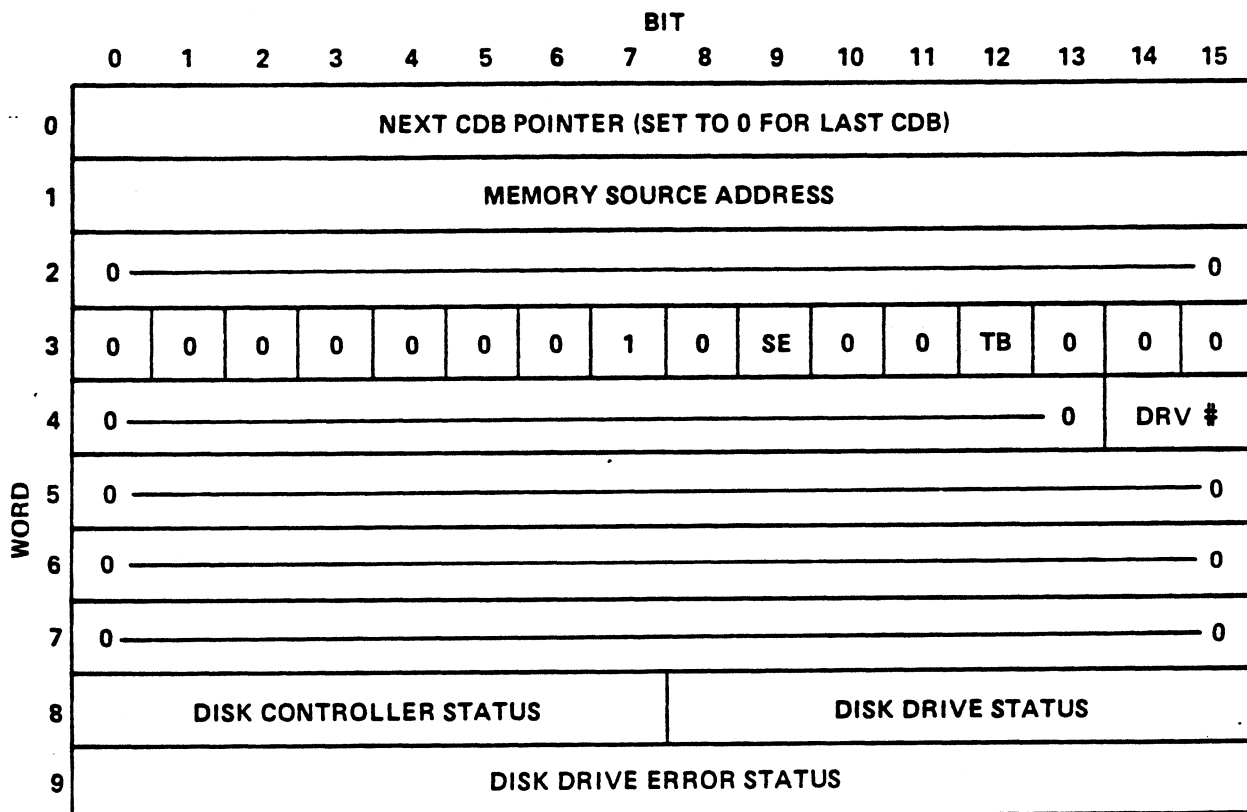 BIT
0 1 2 3 4 5 6 7 8 9 10 11 12 13 14 15
0 NEXT CDB POINTER (SET TO 0 FOR LAST CDB)
1 MEMORY SOURCE ADDRESS
2 0 0
3 0 0 0 0 0 0 0 1 0 SE 0 0 TB 0 0 0
4 0 0 DRV #
WORD
5 0 0
6 0 0
7 0 0
8 DISK CONTROLLER STATUS DISK DRIVE STATUS
9 DISK DRIVE ERROR STATUS